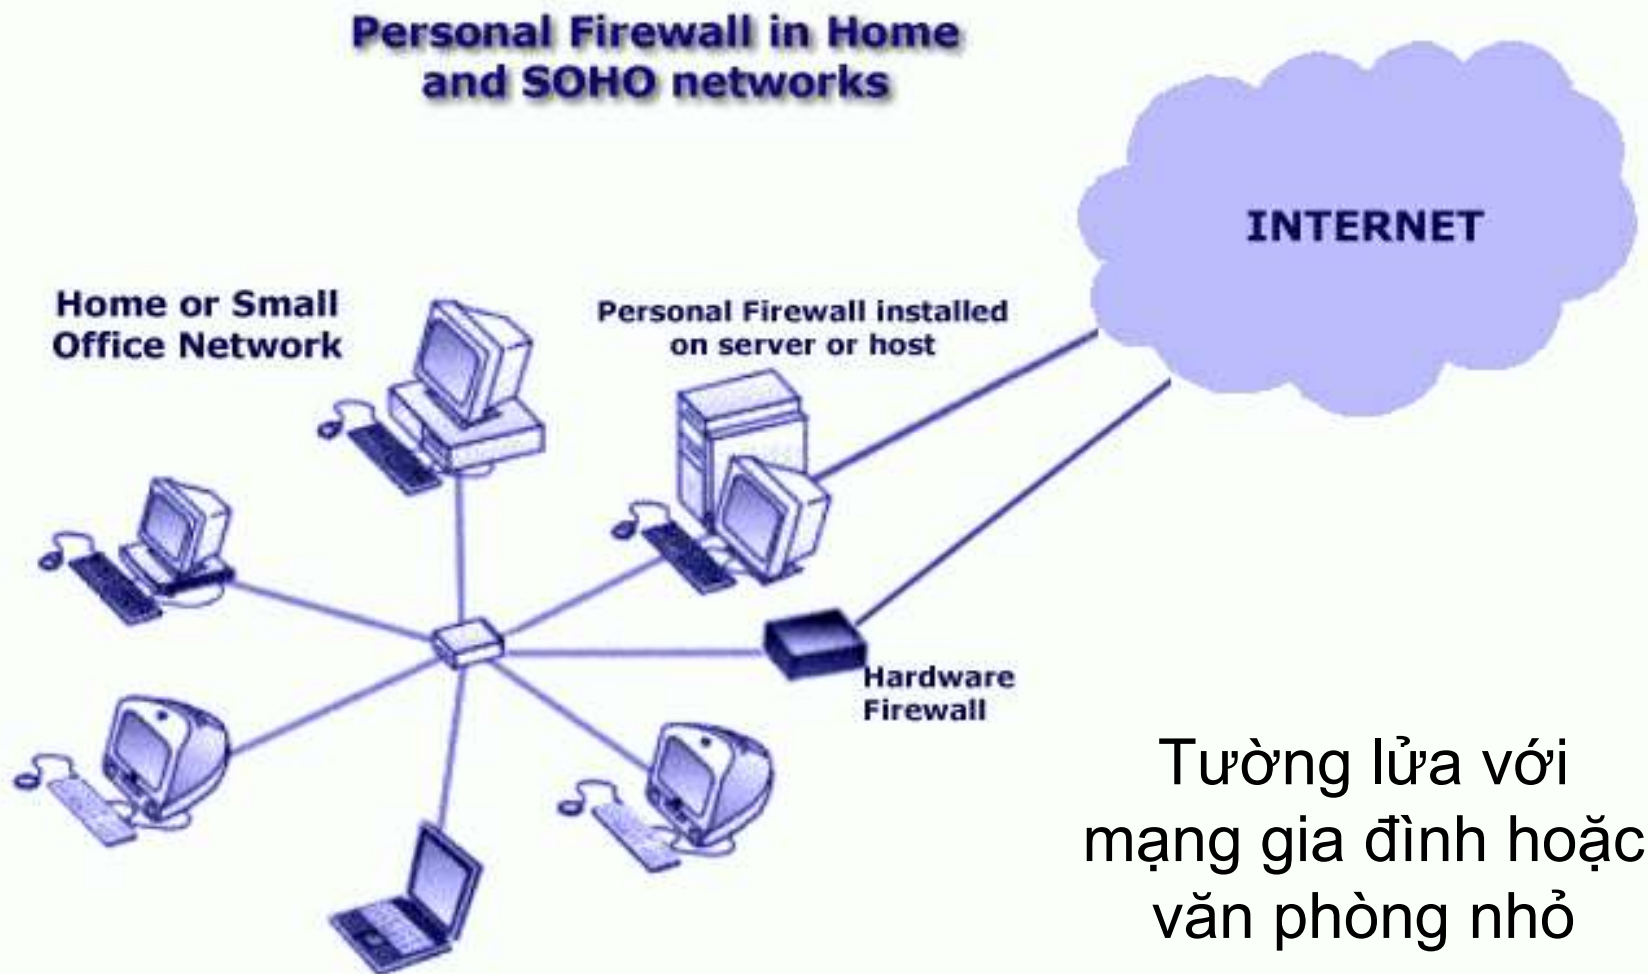 Personal Firewall in Home
and SOHO networks
INTERNET
Home or Small
Office Network
Personal Firewall installed
on server or host
Hardware
Firewall
Tường lửa với
mạng gia đình hoặc
văn phòng nhỏ